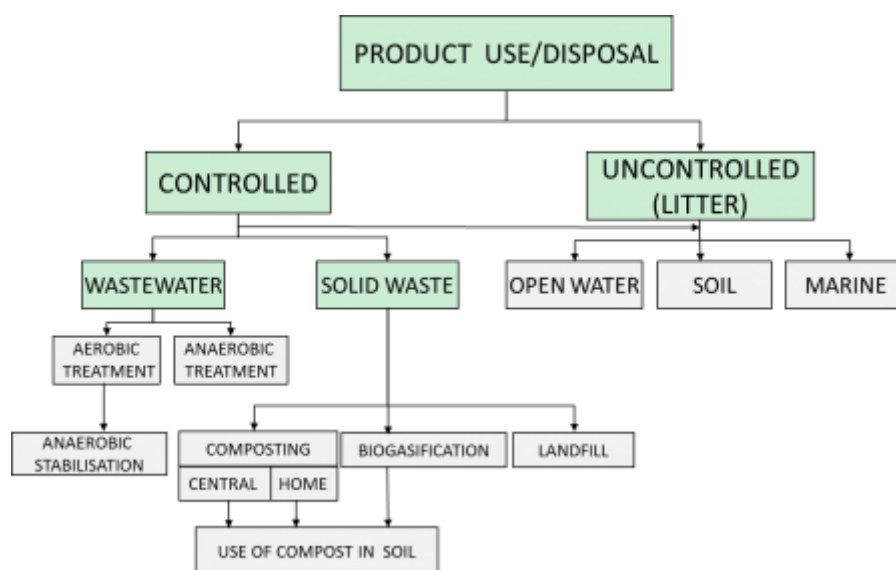 PRODUCT USE/DISPOSAL
CONTROLLED
UNCONTROLLED
(LITTER)
WASTEWATER
SOLID WASTE
OPEN WATER
SOIL
MARINE
AEROBIC
TREATMENT
ANAEROBIC
TREATMENT
ANAEROBIC
STABILISATION
COMPOSTING
BIOGASIFICATION
LANDFILL
CENTRAL
HOME
USE OF COMPOST IN SOIL